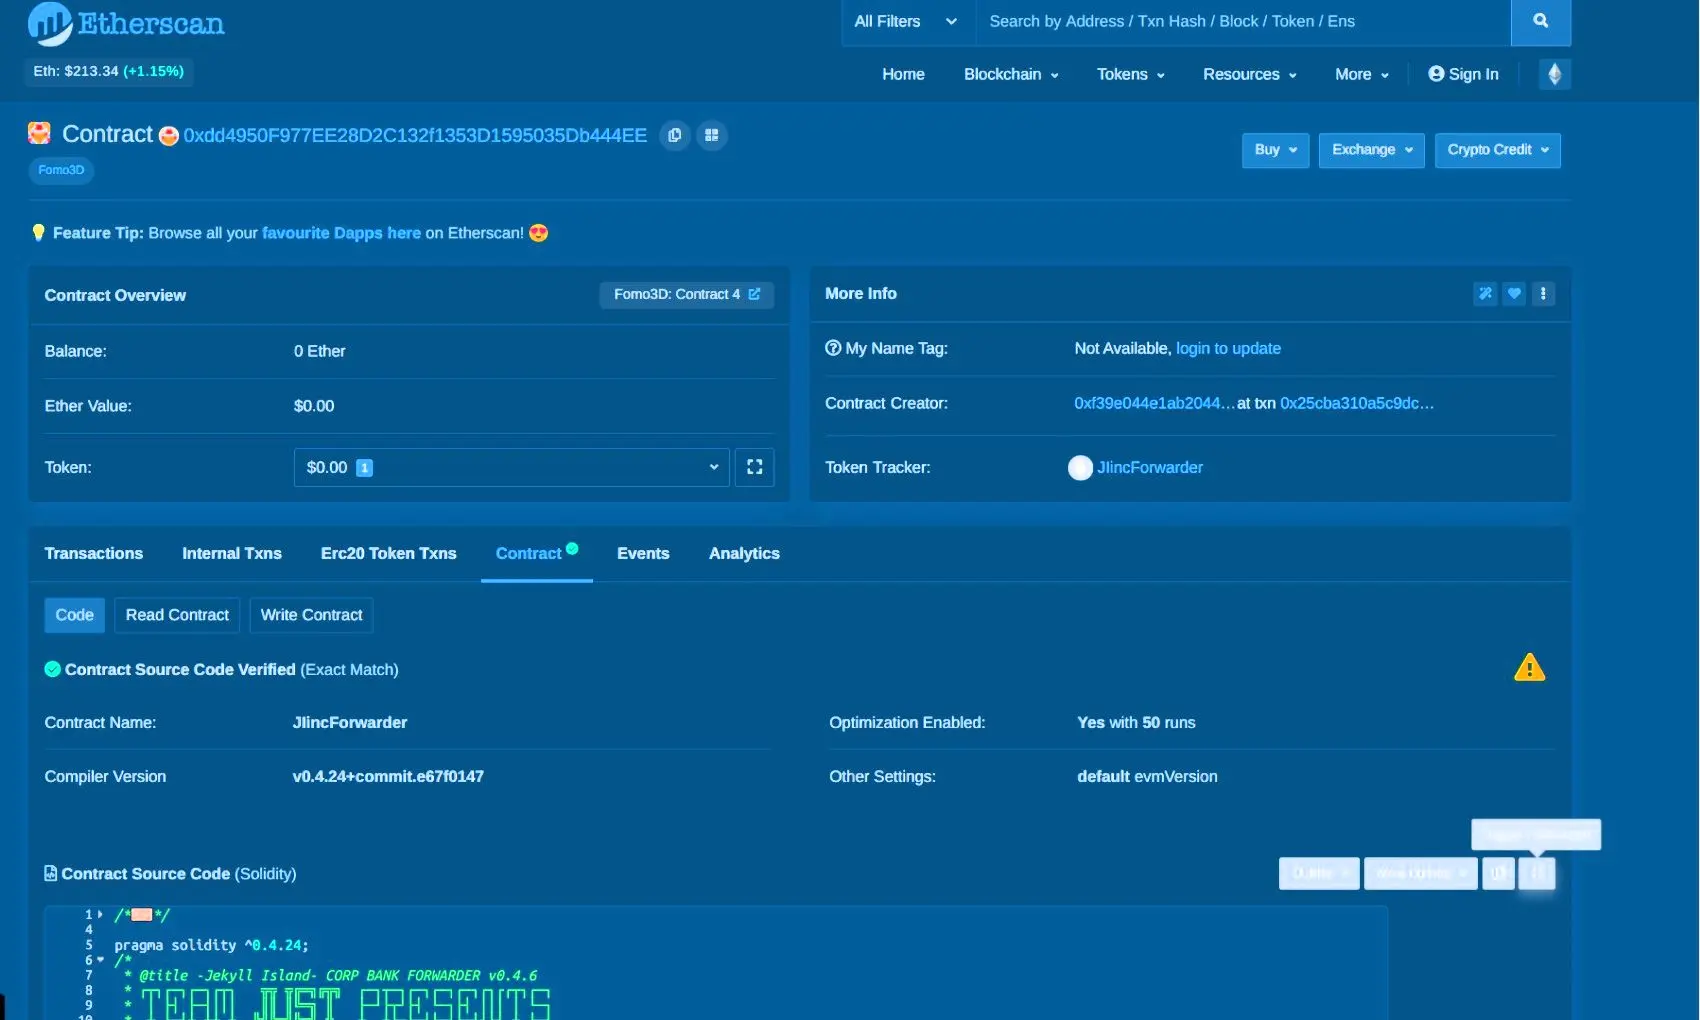 Etherscan
All Filters
Search by Address / Txn Hash / Block / Token / Ens
Eth: $213.34 (+1.15%)
Home
Blockchain
Tokens
Resources
More
Sign In
Contract 0xdd4950F977EE28D2C132f1353D1595035Db444EE
Buy
Exchange
Crypto Credit
Fomo3D
Feature Tip: Browse all your favourite Dapps here on Etherscan!
Contract Overview
Fomo3D: Contract 4
Balance:
0 Ether
Ether Value:
$0.00
Token:
$0.00 1
More Info
My Name Tag:
Not Available, login to update
Contract Creator:
0xf39e044e1ab2044... at txn 0x25cba310a5c9dc...
Token Tracker:
JIincForwarder
Transactions
Internal Txns
Erc20 Token Txns
Contract
Events
Analytics
Code
Read Contract
Write Contract
Contract Source Code Verified (Exact Match)
Contract Name:
JIincForwarder
Optimization Enabled:
Yes with 50 runs
Compiler Version
v0.4.24+commit.e67f0147
Other Settings:
default evmVersion
Contract Source Code (Solidity)
1 /* */
4
5 pragma solidity ^0.4.24;
6 /*
7 * @title -Jekyll Island- CORP BANK FORWARDER v0.4.6
8 * TEAM JUST PRESENTS
9 *
10 *